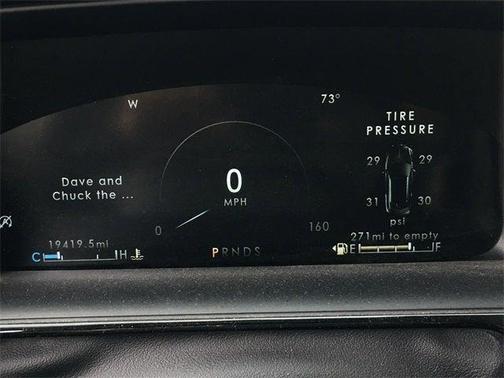 W
73°
TIRE
PRESSURE
29 29
31 30
psi
Dave and
Chuck the ...
0
MPH
0 160
19419.5mi
C H
PRNDS
271mi to empty
E F